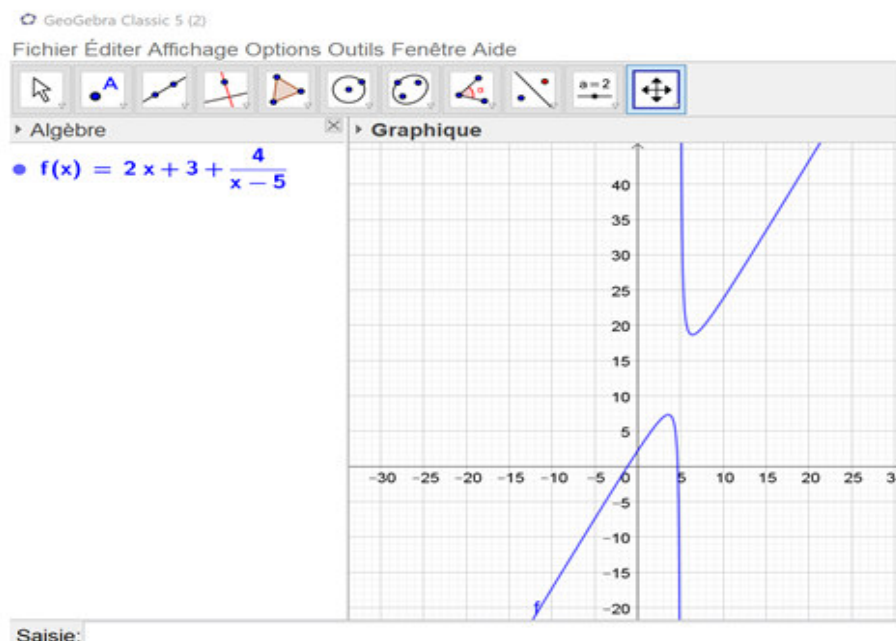 GeoGebra Classic 5 (2)
Fichier Éditer Affichage Options Outils Fenêtre Aide
A
a=2
Algèbre
Graphique
f(x) = 2 x + 3 + 4/(x − 5)
40
35
30
25
20
15
10
5
−30 −25 −20 −15 −10 −5 0 5 10 15 20 25 3
−5
−10
−15
−20
f
Saisie: